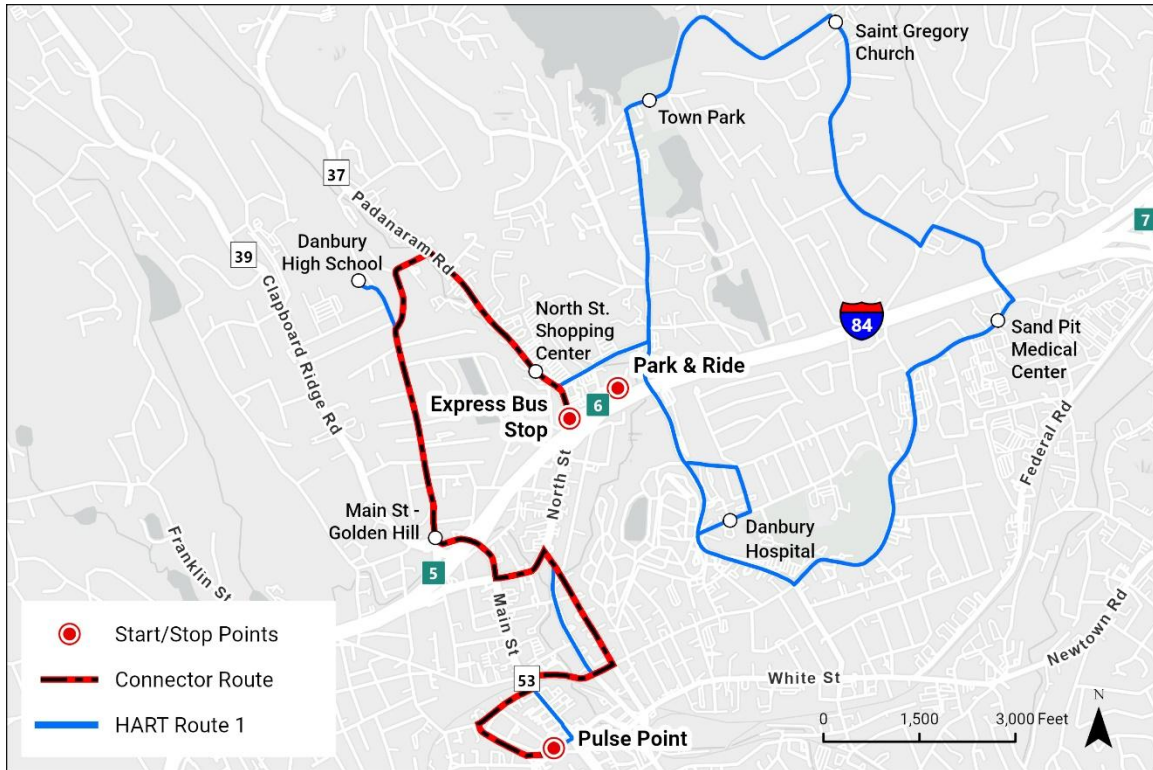 Saint Gregory
Church
Town Park
37
Padanaram Rd
39
Danbury
High School
Clapboard Ridge Rd
7
North St.
Shopping
Center
84
Sand Pit
Medical
Center
Park & Ride
6
Express Bus
Stop
North St
Federal Rd
Main St -
Golden Hill
Danbury
Hospital
5
Franklin St
Main St
Newtown Rd
53
White St
Pulse Point
Start/Stop Points
Connector Route
HART Route 1
N
0 1,500 3,000 Feet